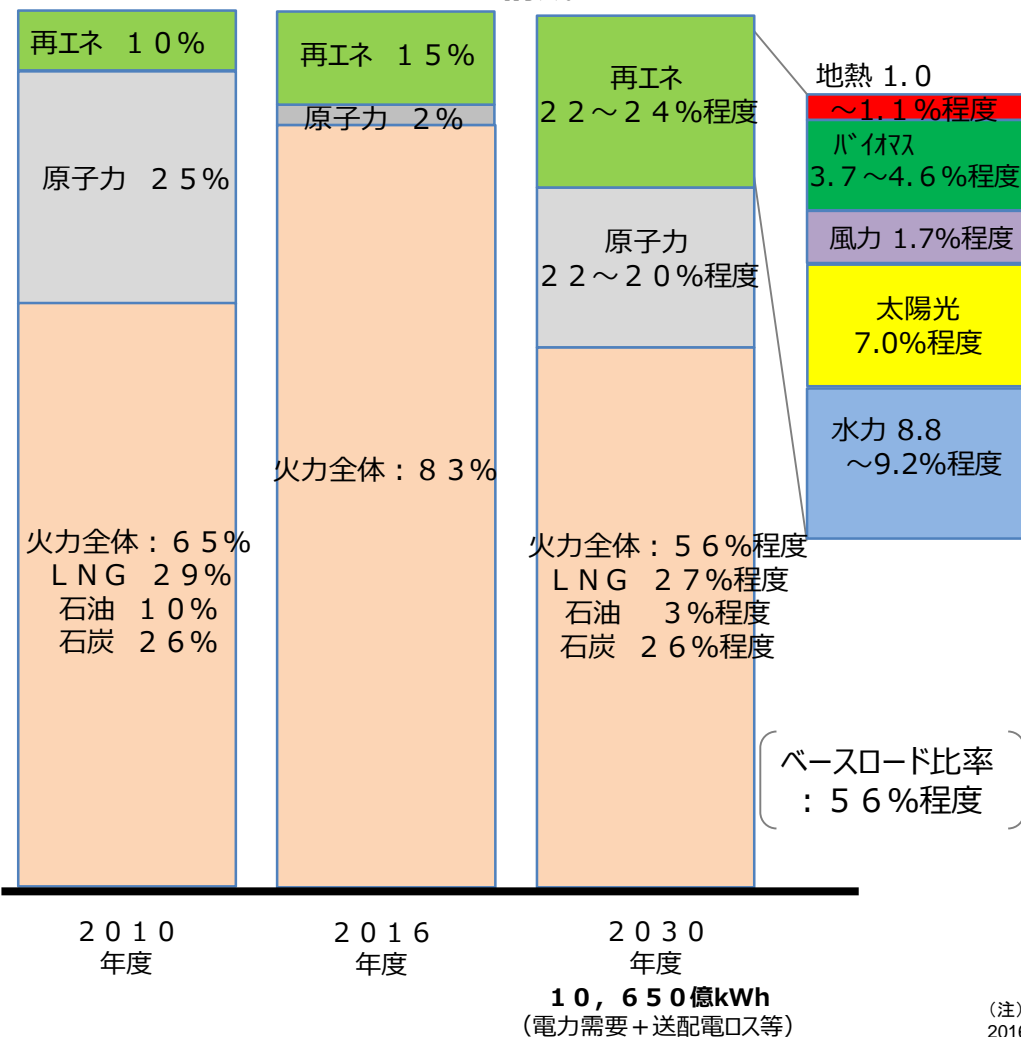 再エネ １０%
原子力 ２５%
火力全体：６５%
ＬＮＧ ２９%
石油 １０%
石炭 ２６%
再エネ １５%
原子力 ２%
火力全体：８３%
再エネ
２２～２４%程度
原子力
２２～２０%程度
火力全体：５６%程度
ＬＮＧ ２７%程度
石油 ３%程度
石炭 ２６%程度
地熱 1.0
～1.1%程度
ﾊﾞｲｵﾏｽ
3.7～4.6%程度
風力 1.7%程度
太陽光
7.0%程度
水力 8.8
～9.2%程度
ベースロード比率
：５６%程度
２０１０
年度
２０１６
年度
２０３０
年度
１０，６５０億kWh
（電力需要＋送配電ロス等）
（注）
2016